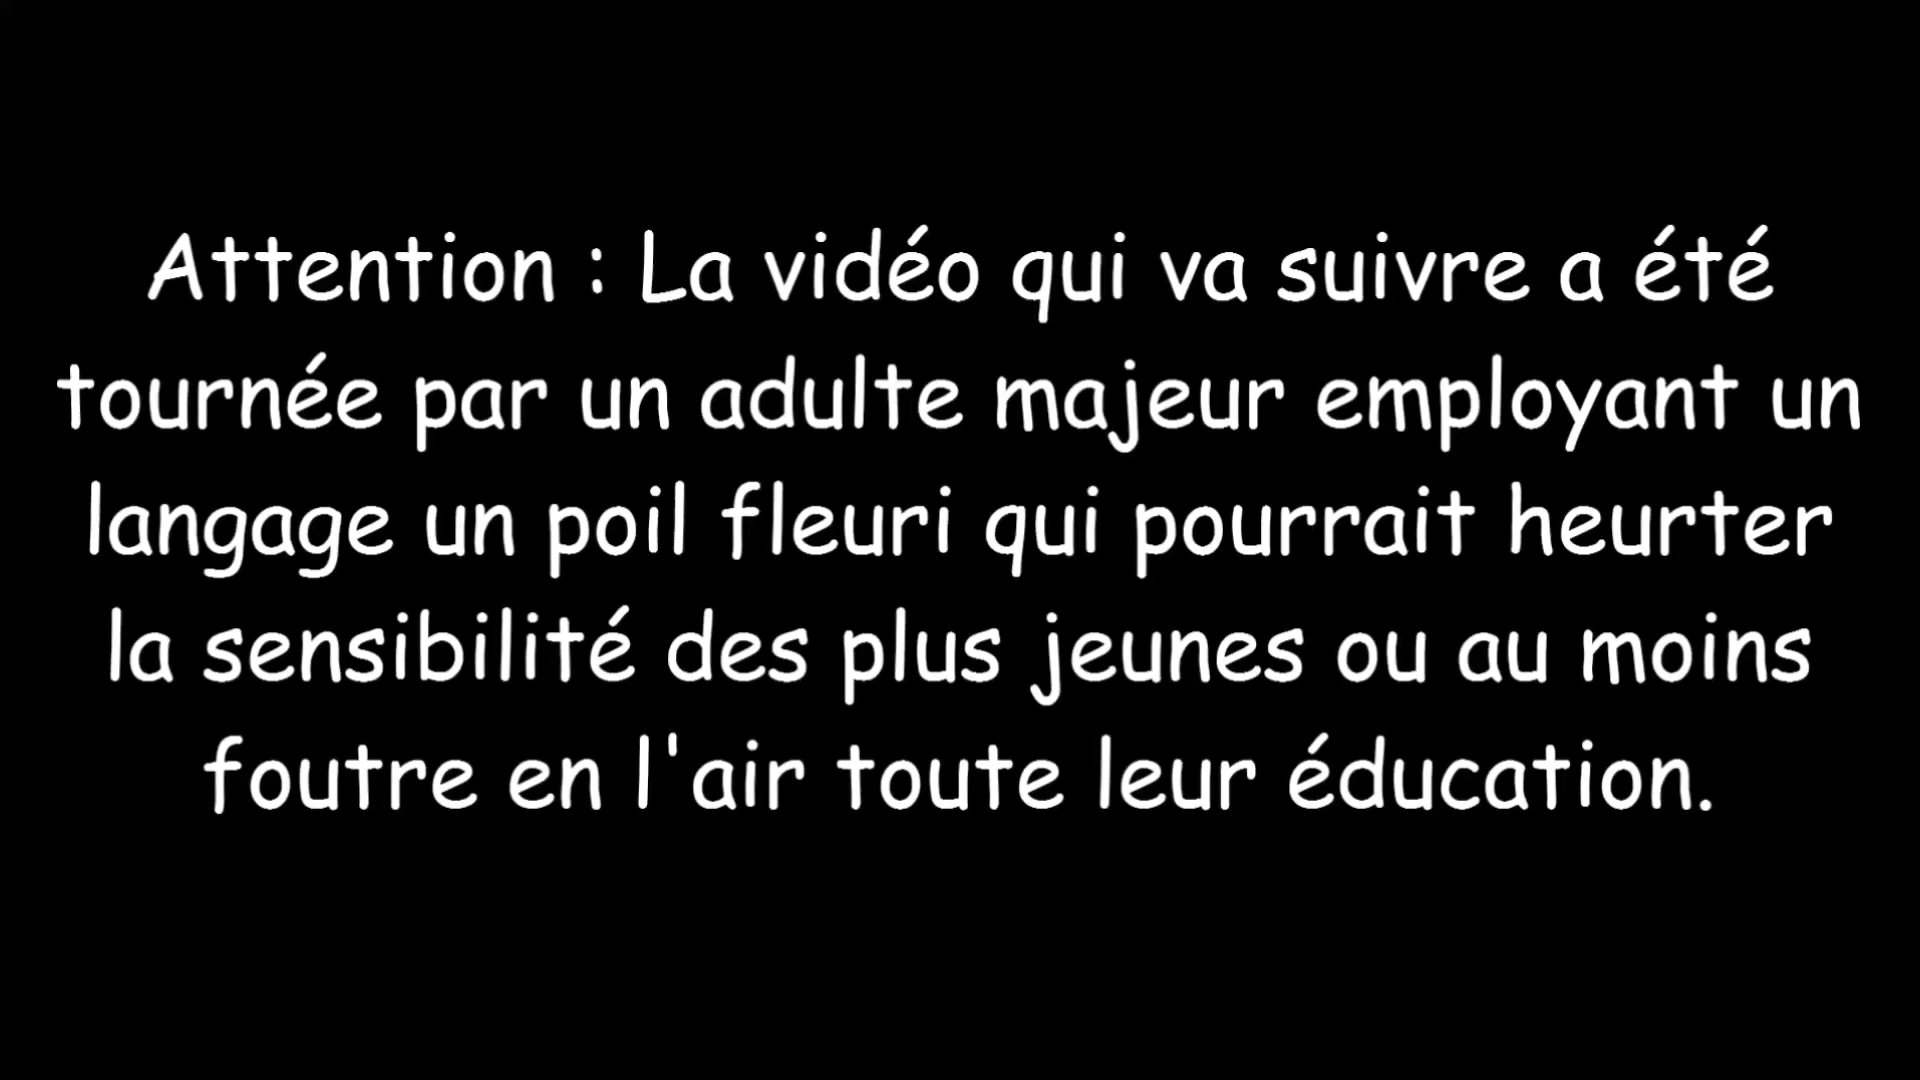 Attention : La vidéo qui va suivre a été
tournée par un adulte majeur employant un
langage un poil fleuri qui pourrait heurter
la sensibilité des plus jeunes ou au moins
foutre en l'air toute leur éducation.